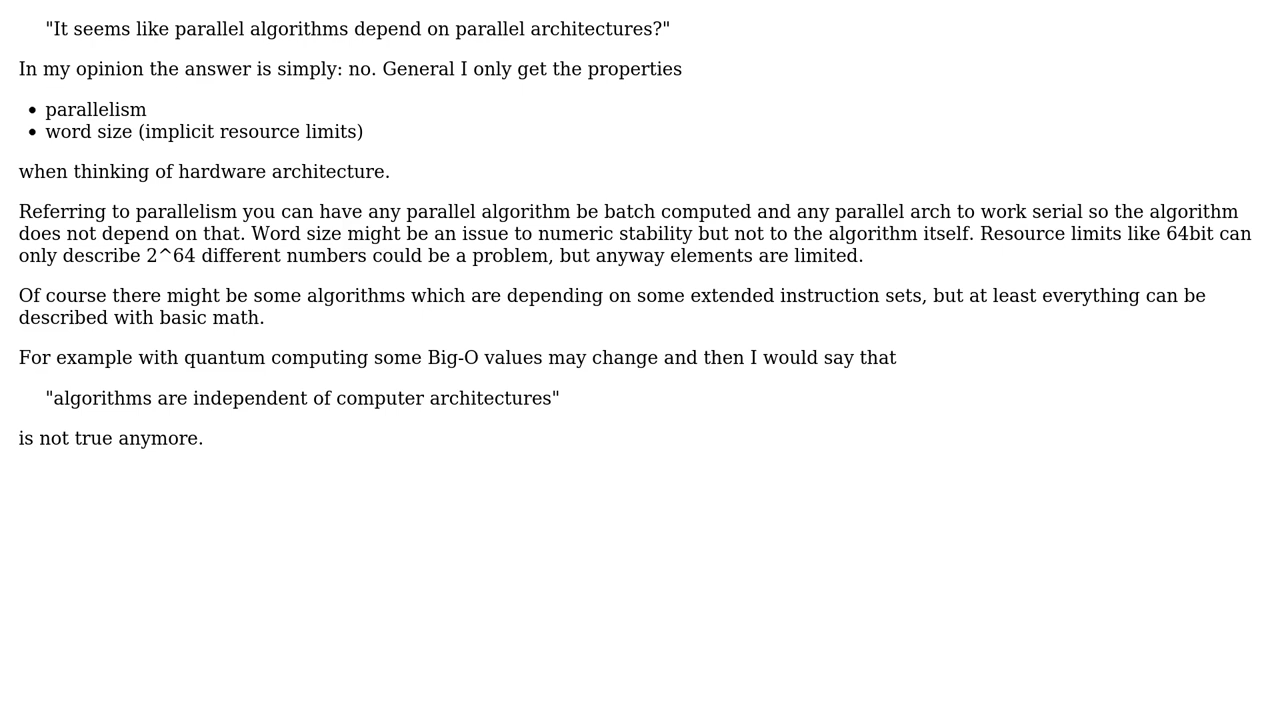 "It seems like parallel algorithms depend on parallel architectures?"
In my opinion the answer is simply: no. General I only get the properties
• parallelism
• word size (implicit resource limits)
when thinking of hardware architecture.
Referring to parallelism you can have any parallel algorithm be batch computed and any parallel arch to work serial so the algorithm
does not depend on that. Word size might be an issue to numeric stability but not to the algorithm itself. Resource limits like 64bit can
only describe 2^64 different numbers could be a problem, but anyway elements are limited.
Of course there might be some algorithms which are depending on some extended instruction sets, but at least everything can be
described with basic math.
For example with quantum computing some Big-O values may change and then I would say that
"algorithms are independent of computer architectures"
is not true anymore.